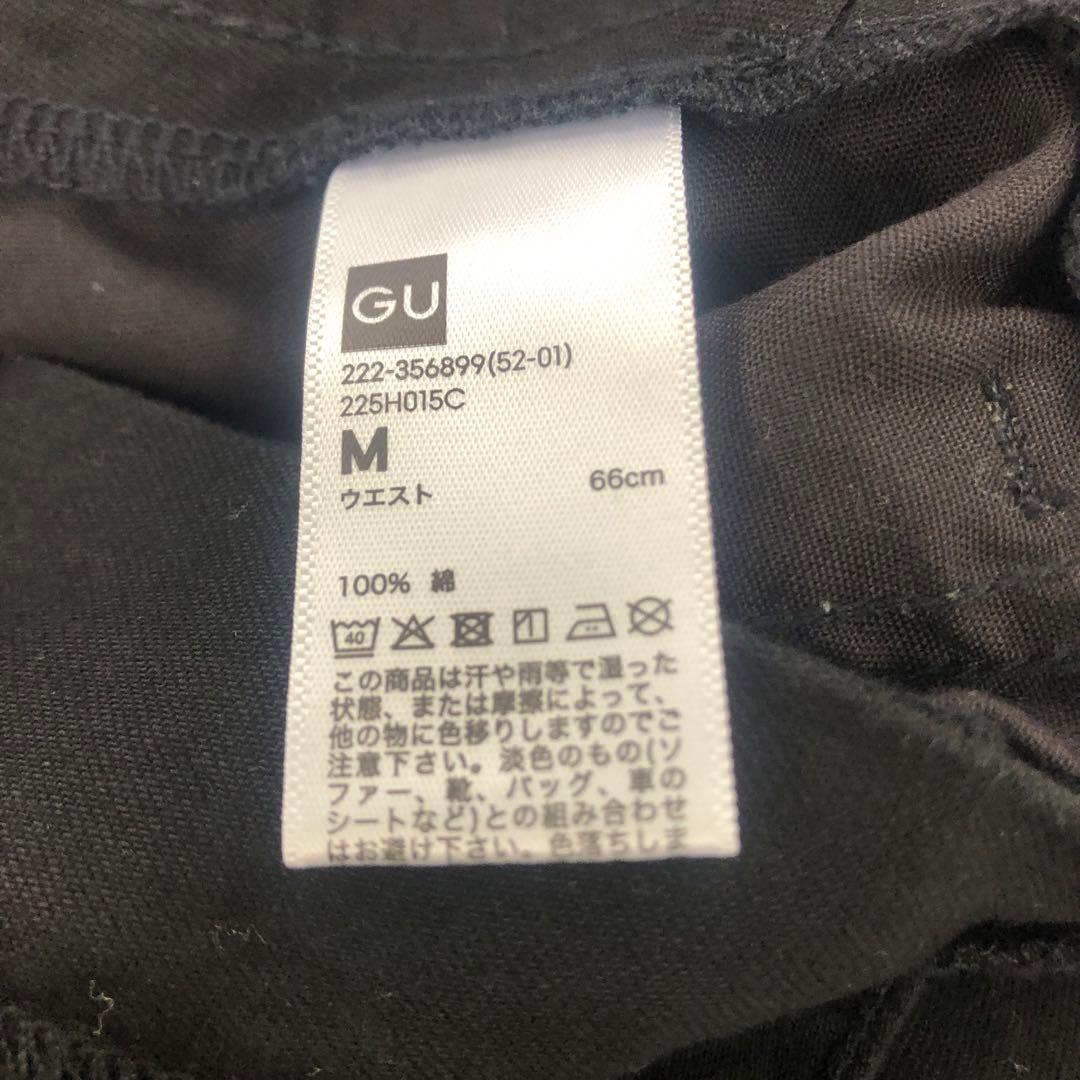 GU
222-356899(52-01)
225H015C
M
ウエスト 66cm
100% 綿
40
この商品は汗や雨等で湿った
状態、または摩擦によって、
他の物に色移りしますのでご
注意下さい。淡色のもの(ソ
ファー、靴、バッグ、車の
シートなど)との組み合わせ
はお避け下さい。色落ちしま